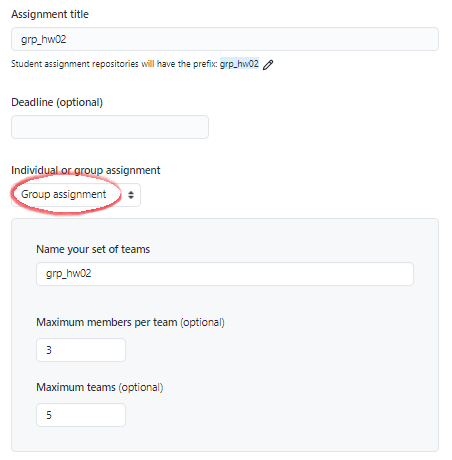 Assignment title
grp_hw02
Student assignment repositories will have the prefix: grp_hw02
Deadline (optional)
Individual or group assignment
Group assignment
Name your set of teams
grp_hw02
Maximum members per team (optional)
3
Maximum teams (optional)
5